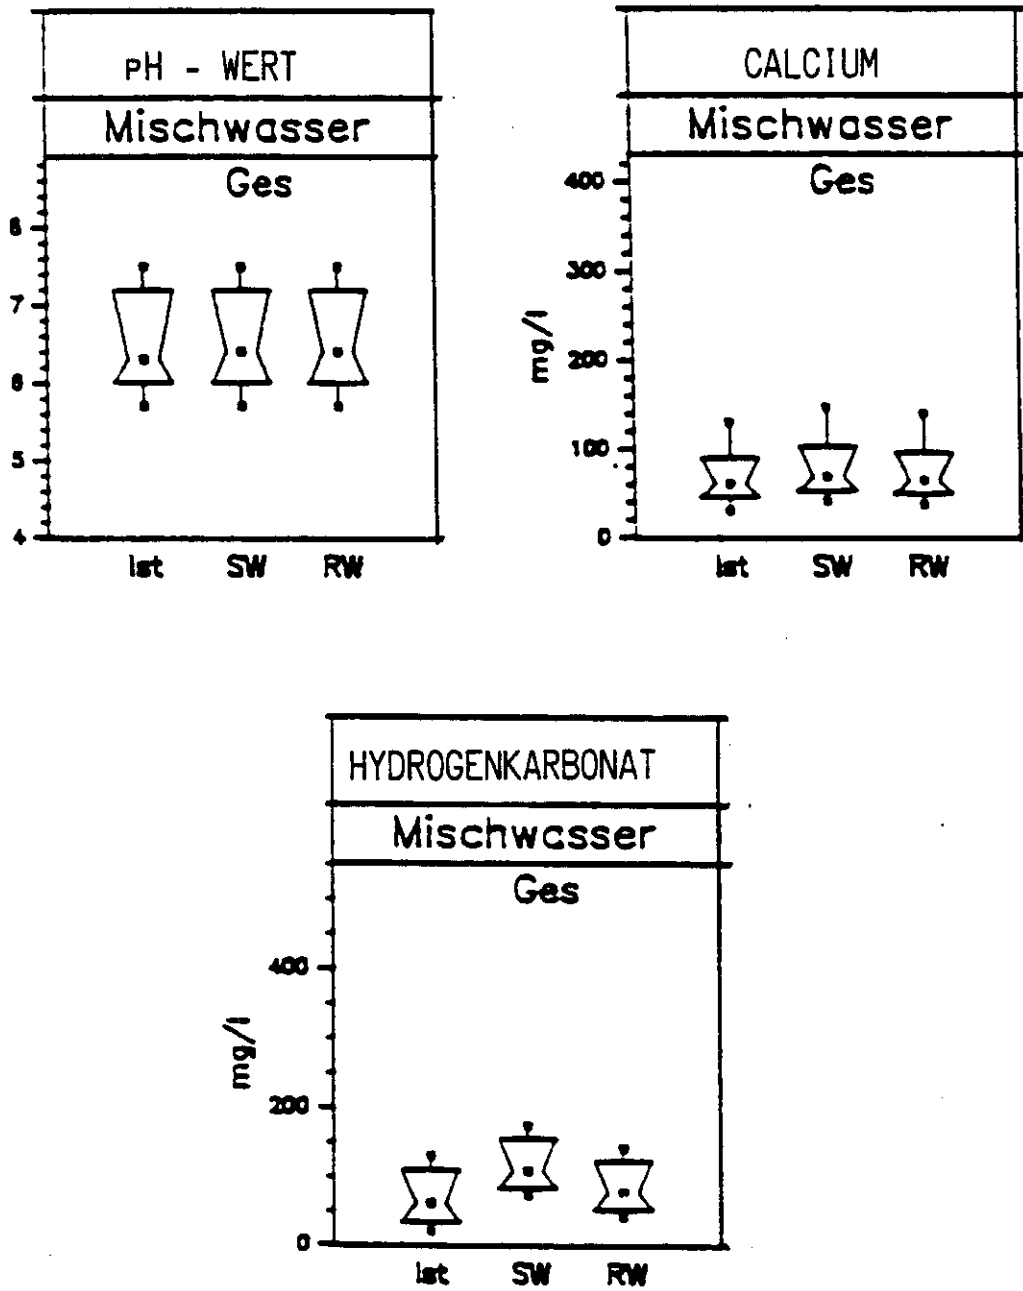 pH - WERT
Mischwasser
Ges
8
7
6
5
4
Ist SW RW
CALCIUM
Mischwasser
Ges
mg/l
400
300
200
100
0
Ist SW RW
HYDROGENKARBONAT
Mischwasser
Ges
mg/l
400
200
0
Ist SW RW